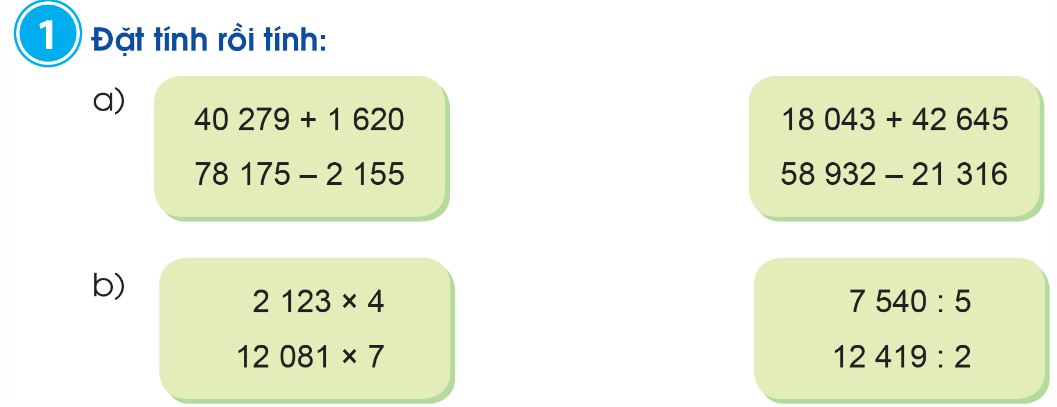 1 Đặt tính rồi tính:
a)
40 279 + 1 620
78 175 – 2 155
18 043 + 42 645
58 932 – 21 316
b)
2 123 × 4
12 081 × 7
7 540 : 5
12 419 : 2